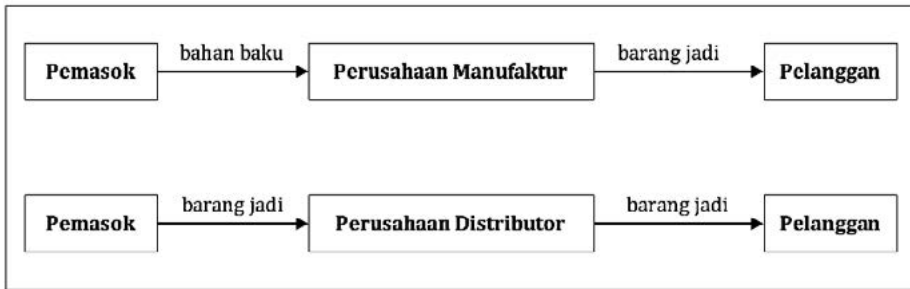 bahan baku
barang jadi
Pemasok
Perusahaan Manufaktur
Pelanggan
barang jadi
barang jadi
Pemasok
Perusahaan Distributor
Pelanggan